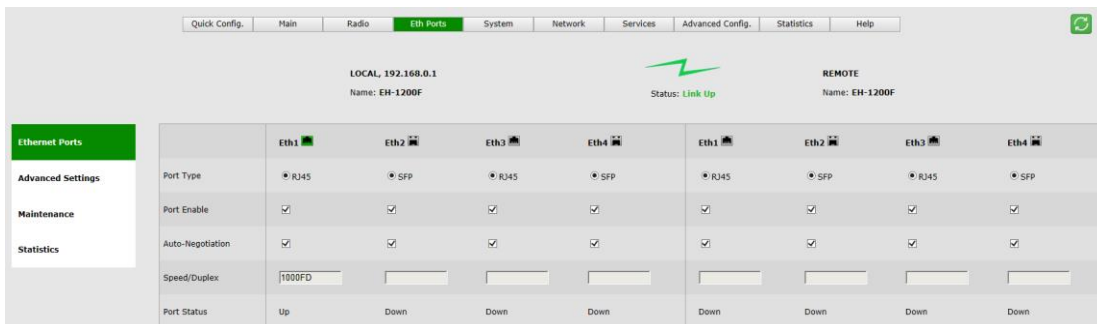 Quick Config. Main Radio Eth Ports System Network Services Advanced Config. Statistics Help
LOCAL, 192.168.0.1
Name: EH-1200F
Status: Link Up
REMOTE
Name: EH-1200F
Ethernet Ports
Advanced Settings
Maintenance
Statistics
Eth1 Eth2 Eth3 Eth4 Eth1 Eth2 Eth3 Eth4
Port Type RJ45 SFP RJ45 SFP RJ45 SFP RJ45 SFP
Port Enable
Auto-Negotiation
Speed/Duplex 1000FD
Port Status Up Down Down Down Down Down Down Down